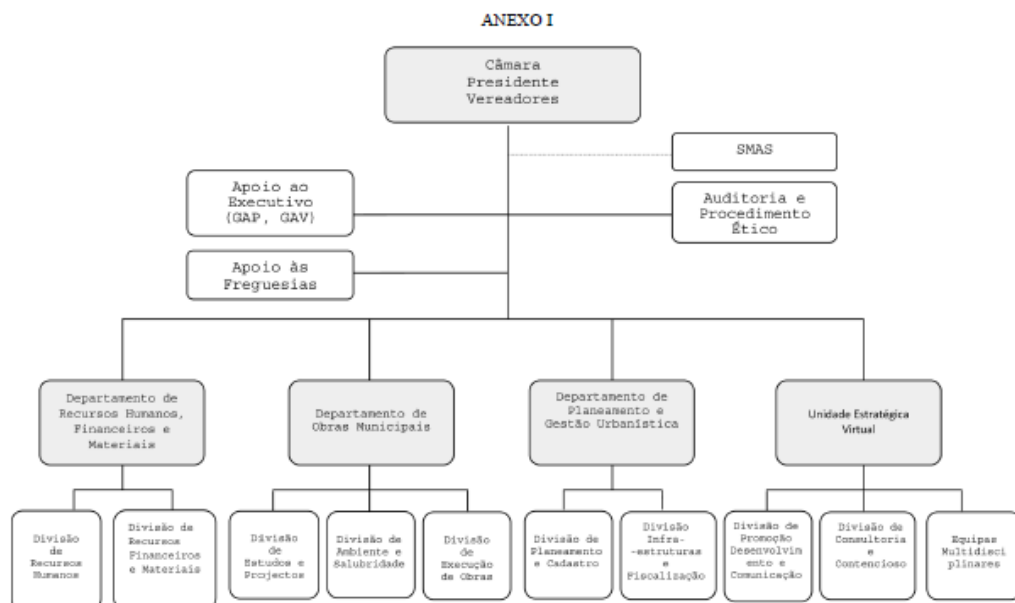 ANEXO I
Câmara
Presidente
Vereadores
SMAS
Apoio ao
Executivo
(GAP, GAV)
Auditoria e
Procedimento
Ético
Apoio às
Freguesias
Departamento de
Recursos Humanos,
Financeiros e
Materiais
Departamento de
Obras Municipais
Departamento de
Planeamento e
Gestão Urbanística
Unidade Estratégica
Virtual
Divisão
de
Recursos
Humanos
Divisão de
Recursos
Financeiros
e Materiais
Divisão
de
Estudos e
Projectos
Divisão de
Ambiente e
Salubridade
Divisão
de
Execução
de Obras
Divisão de
Planeamento
e Cadastro
Divisão
Infra-
-estruturas
e
Fiscalização
Divisão de
Promoção
Desenvolvim
ento e
Comunicação
Divisão de
Consultoria
e
Contencioso
Equipas
Multidisci
plinares